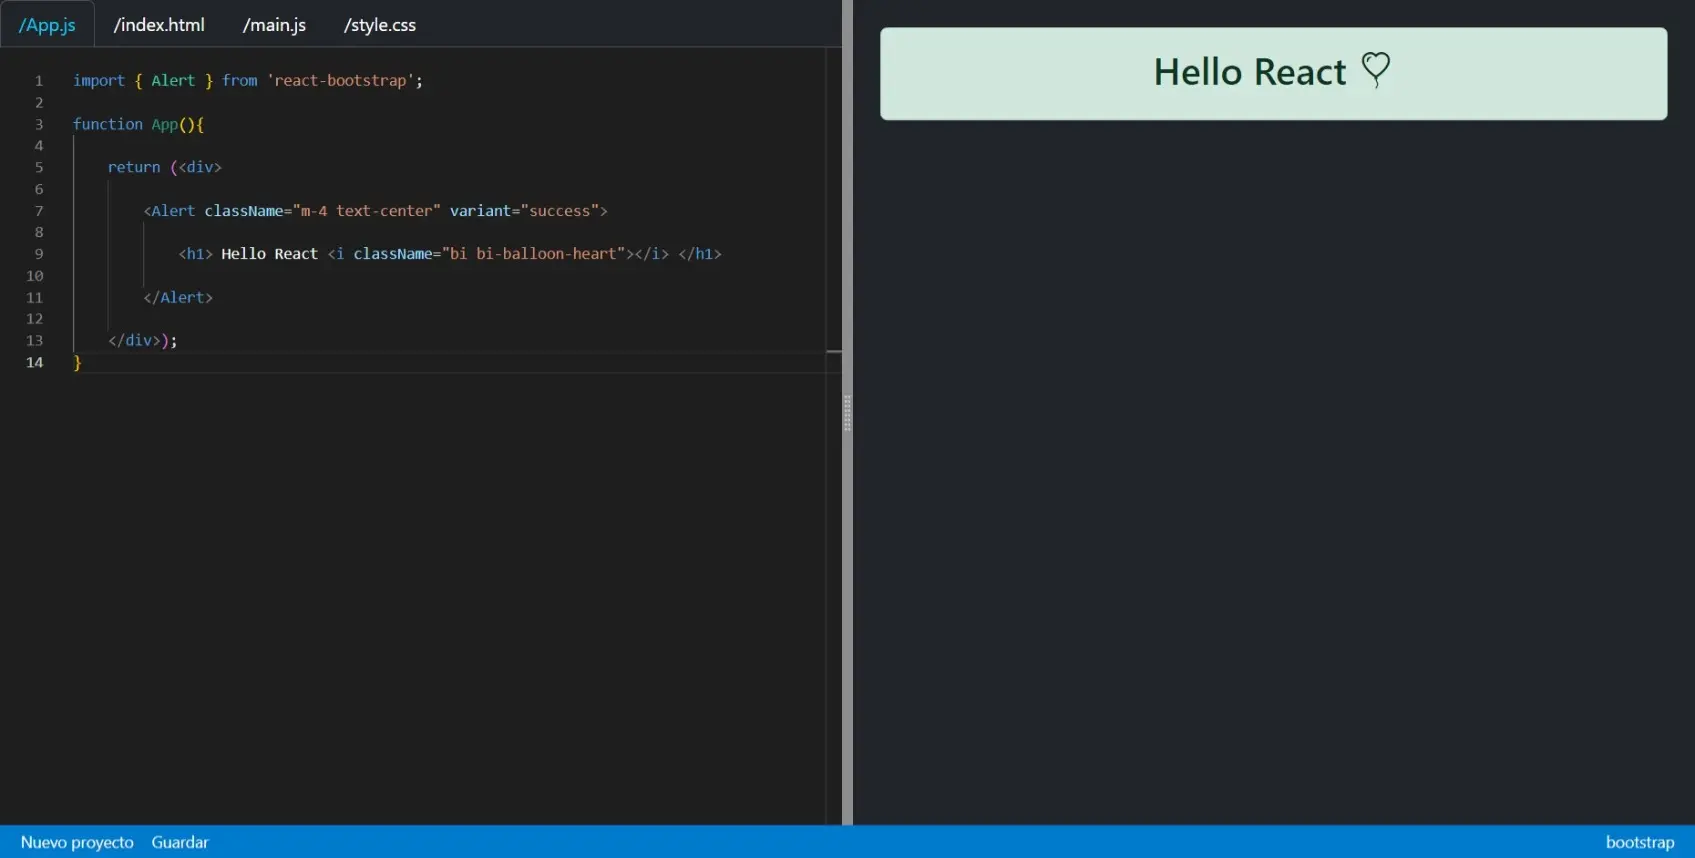 /App.js /index.html /main.js /style.css
1 import { Alert } from 'react-bootstrap';
2
3 function App(){
4
5 return (<div>
6
7 <Alert className="m-4 text-center" variant="success">
8
9 <h1> Hello React <i className="bi bi-balloon-heart"></i> </h1>
10
11 </Alert>
12
13 </div>);
14 }
Hello React
Nuevo proyecto Guardar bootstrap